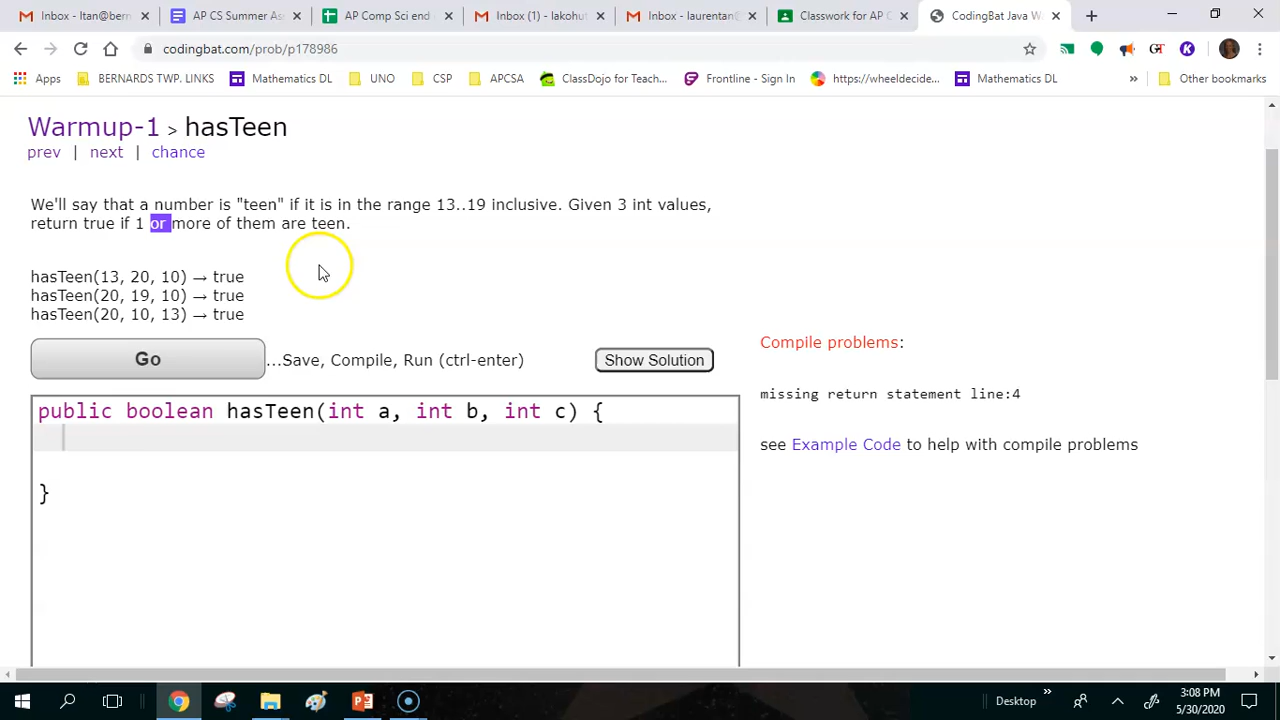 Inbox - m@bern
AP CS Summer Ass
AP Comp Sci end
Inbox (1) - lakohut
Inbox - laurentan@
Classwork for AP C
CodingBat Java Wa
codingbat.com/prob/p178986
Apps
BERNARDS TWP. LINKS
Mathematics DL
UNO
CSP
APCSA
ClassDojo for Teach...
Frontline - Sign In
https://wheeldecide...
Mathematics DL
»
Other bookmarks
Warmup-1 > hasTeen
prev | next | chance
We'll say that a number is "teen" if it is in the range 13..19 inclusive. Given 3 int values,
return true if 1 or more of them are teen.
hasTeen(13, 20, 10) → true
hasTeen(20, 19, 10) → true
hasTeen(20, 10, 13) → true
Go
...Save, Compile, Run (ctrl-enter)
Show Solution
Compile problems:
missing return statement line:4
see Example Code to help with compile problems
public boolean hasTeen(int a, int b, int c) {
}
Desktop
»
3:08 PM
5/30/2020